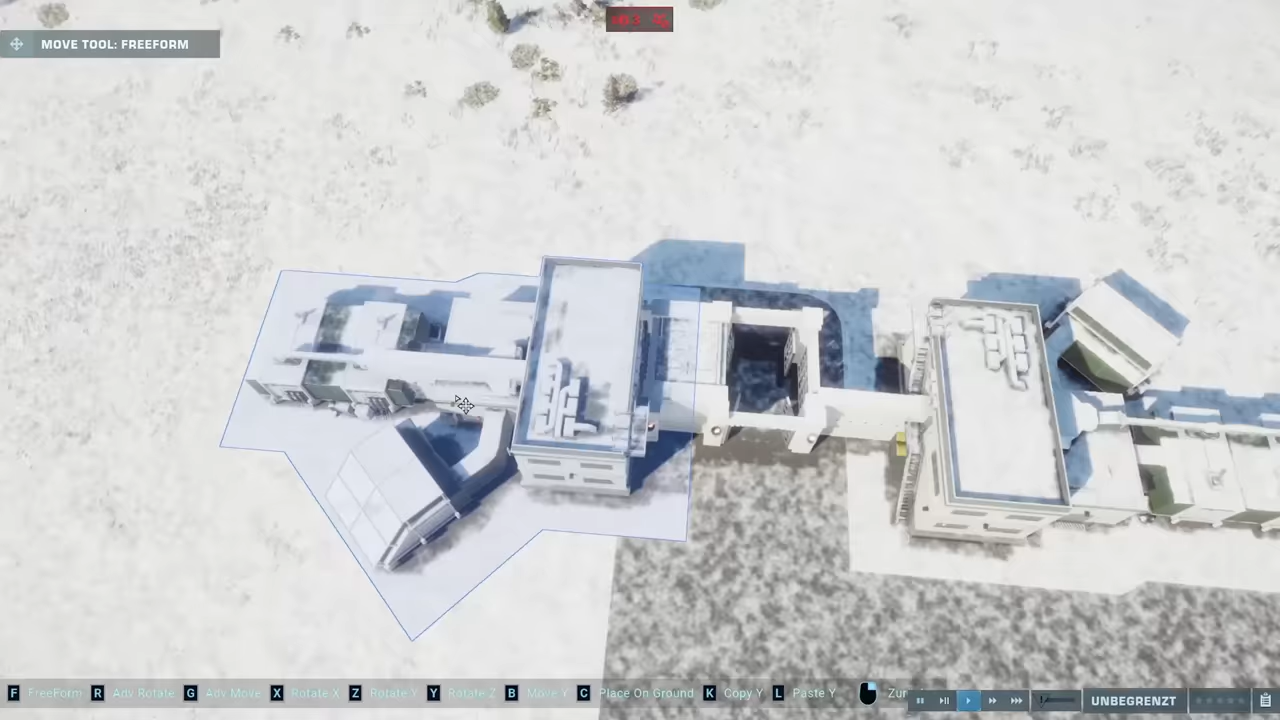 MOVE TOOL: FREEFORM
F FreeForm R Adv Rotate G Adv Move X Rotate X Z Rotate Y Y Rotate Z B Move Y C Place On Ground K Copy Y L Paste Y
UNBEGRENZT